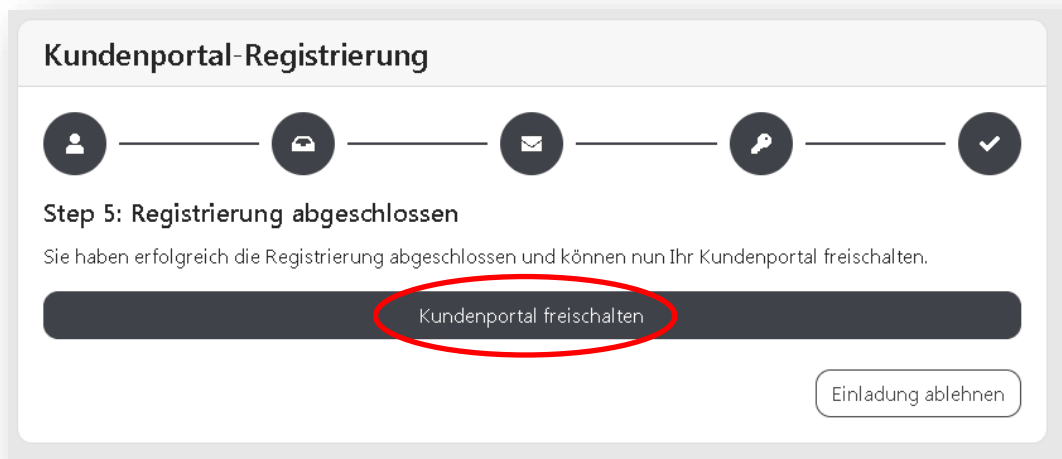 Kundenportal-Registrierung
Step 5: Registrierung abgeschlossen
Sie haben erfolgreich die Registrierung abgeschlossen und können nun Ihr Kundenportal freischalten.
Kundenportal freischalten
Einladung ablehnen